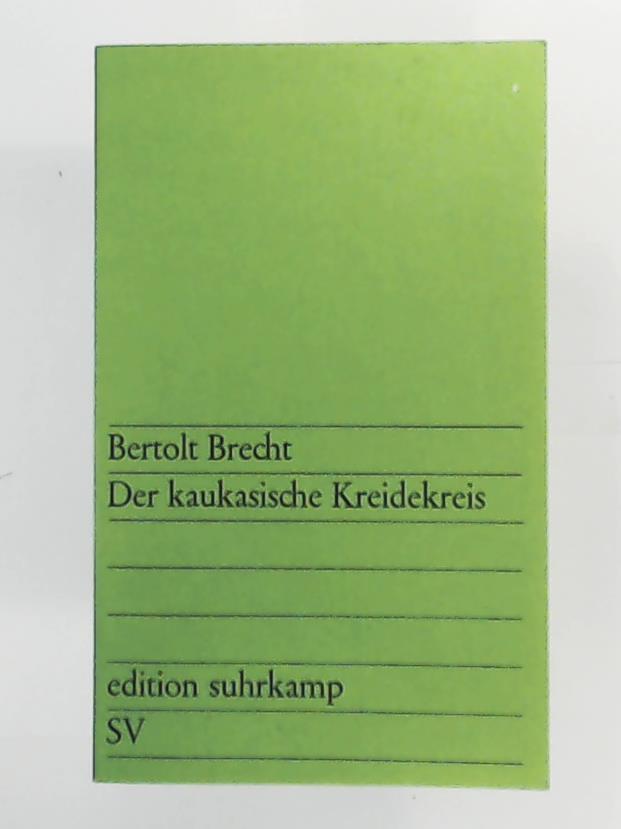 Bertolt Brecht
Der kaukasische Kreidekreis
edition suhrkamp
SV